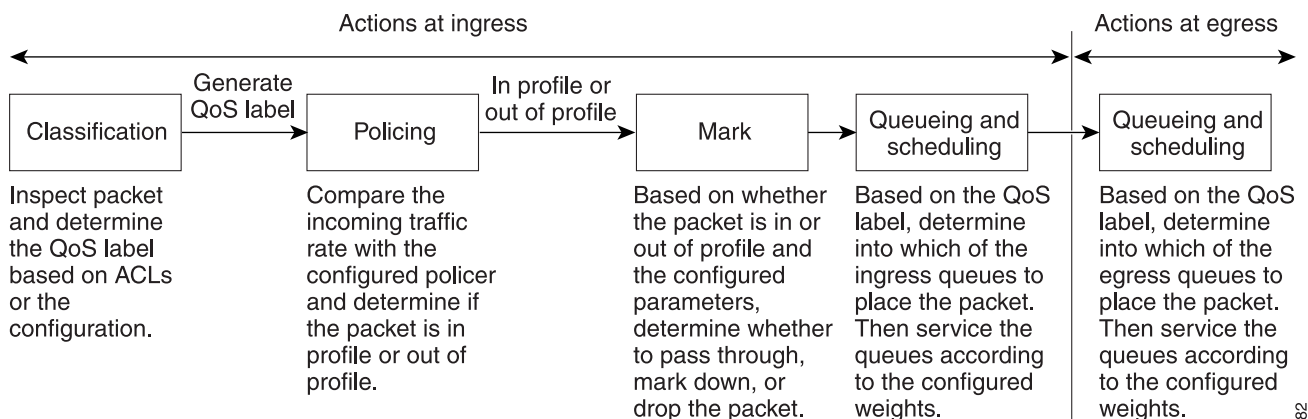 Actions at ingress
Actions at egress
Generate
QoS label
In profile or
out of profile
Classification
Policing
Mark
Queueing and
scheduling
Queueing and
scheduling
Inspect packet
and determine
the QoS label
based on ACLs
or the
configuration.
Compare the
incoming traffic
rate with the
configured policer
and determine if
the packet is in
profile or out of
profile.
Based on whether
the packet is in or
out of profile and
the configured
parameters,
determine whether
to pass through,
mark down, or
drop the packet.
Based on the QoS
label, determine
into which of the
ingress queues to
place the packet.
Then service the
queues according
to the configured
weights.
Based on the QoS
label, determine
into which of the
egress queues to
place the packet.
Then service the
queues according
to the configured
weights.
82